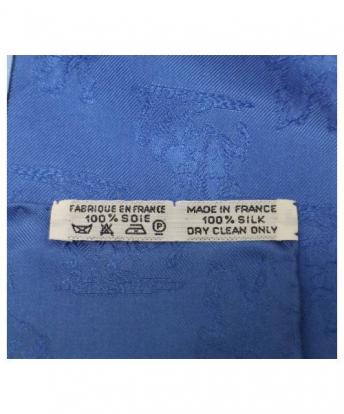 FABRIQUE EN FRANCE
100% SOIE
P
MADE IN FRANCE
100% SILK
DRY CLEAN ONLY